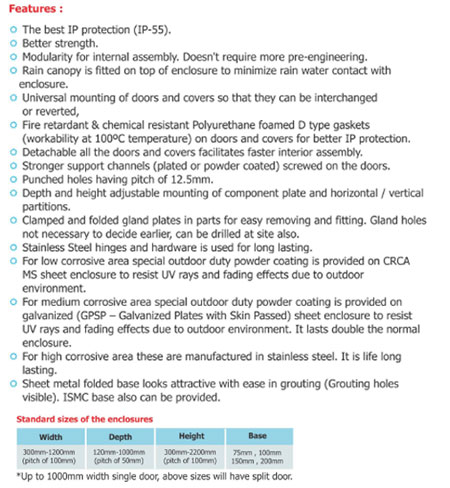 Features :
The best IP protection (IP-55).
Better strength.
Modularity for internal assembly. Doesn't require more pre-engineering.
Rain canopy is fitted on top of enclosure to minimize rain water contact with
enclosure.
Universal mounting of doors and covers so that they can be interchanged
or reverted,
Fire retardant & chemical resistant Polyurethane foamed D type gaskets
(workability at 100ºC temperature) on doors and covers for better IP protection.
Detachable all the doors and covers facilitates faster interior assembly.
Stronger support channels (plated or powder coated) screwed on the doors.
Punched holes having pitch of 12.5mm.
Depth and height adjustable mounting of component plate and horizontal / vertical
partitions.
Clamped and folded gland plates in parts for easy removing and fitting. Gland holes
not necessary to decide earlier, can be drilled at site also.
Stainless Steel hinges and hardware is used for long lasting.
For low corrosive area special outdoor duty powder coating is provided on CRCA
MS sheet enclosure to resist UV rays and fading effects due to outdoor
environment.
For medium corrosive area special outdoor duty powder coating is provided on
galvanized (GPSP – Galvanized Plates with Skin Passed) sheet enclosure to resist
UV rays and fading effects due to outdoor environment. It lasts double the normal
enclosure.
For high corrosive area these are manufactured in stainless steel. It is life long
lasting.
Sheet metal folded base looks attractive with ease in grouting (Grouting holes
visible). ISMC base also can be provided.
Standard sizes of the enclosures
Width Depth Height Base
300mm-1200mm 120mm-1000mm 300mm-2200mm 75mm , 100mm
(pitch of 100mm) (pitch of 50mm) (pitch of 100mm) 150mm , 200mm
*Up to 1000mm width single door, above sizes will have split door.